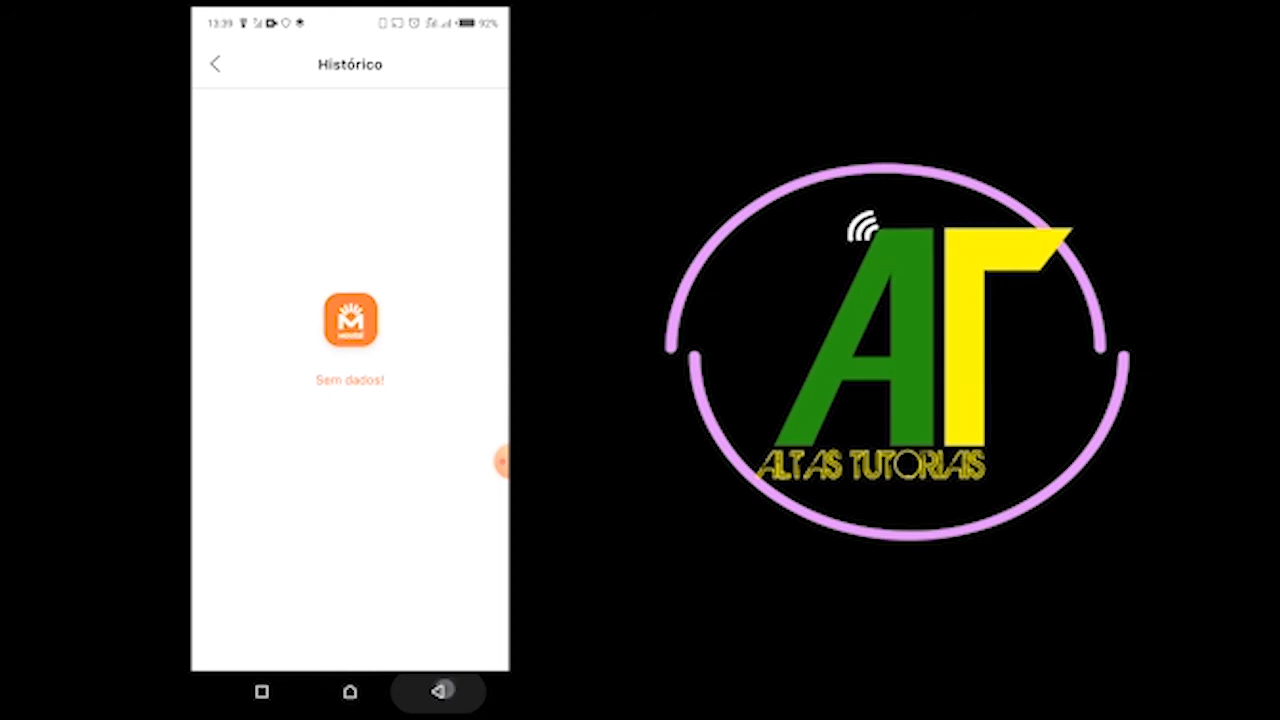 13:39
92%
Histórico
M
Sem dados!
AT
ALTAS TUTORIAIS